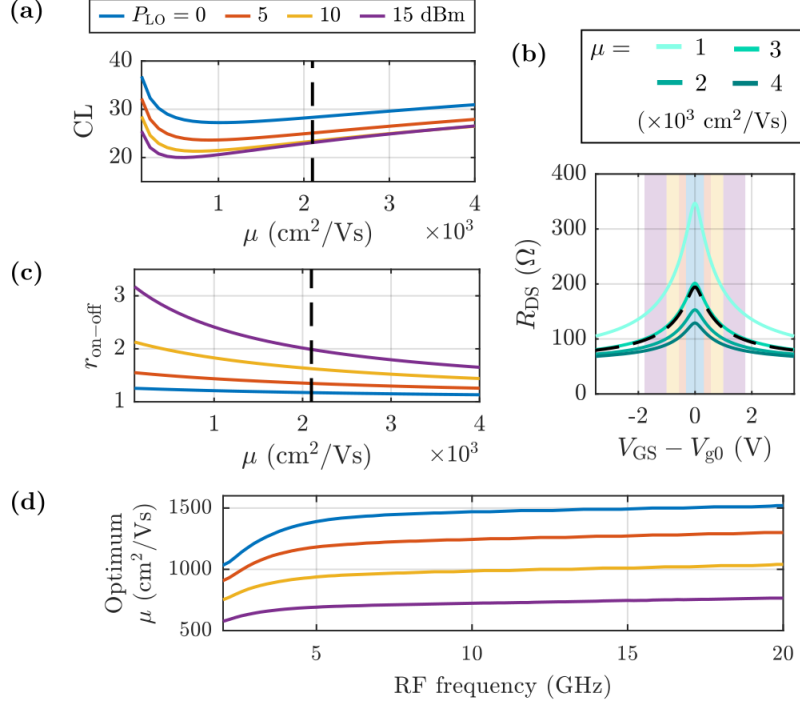 (a)
P_LO = 0 5 10 15 dBm
40
30
20
CL
1 2 3 4
μ (cm²/Vs) ×10³
(b)
μ = 1 3
2 4
(×10³ cm²/Vs)
400
300
200
100
0
R_DS (Ω)
-2 0 2
V_GS − V_g0 (V)
(c)
3
2
1
r_on−off
1 2 3 4
μ (cm²/Vs) ×10³
(d)
1500
1000
500
Optimum
μ (cm²/Vs)
5 10 15 20
RF frequency (GHz)